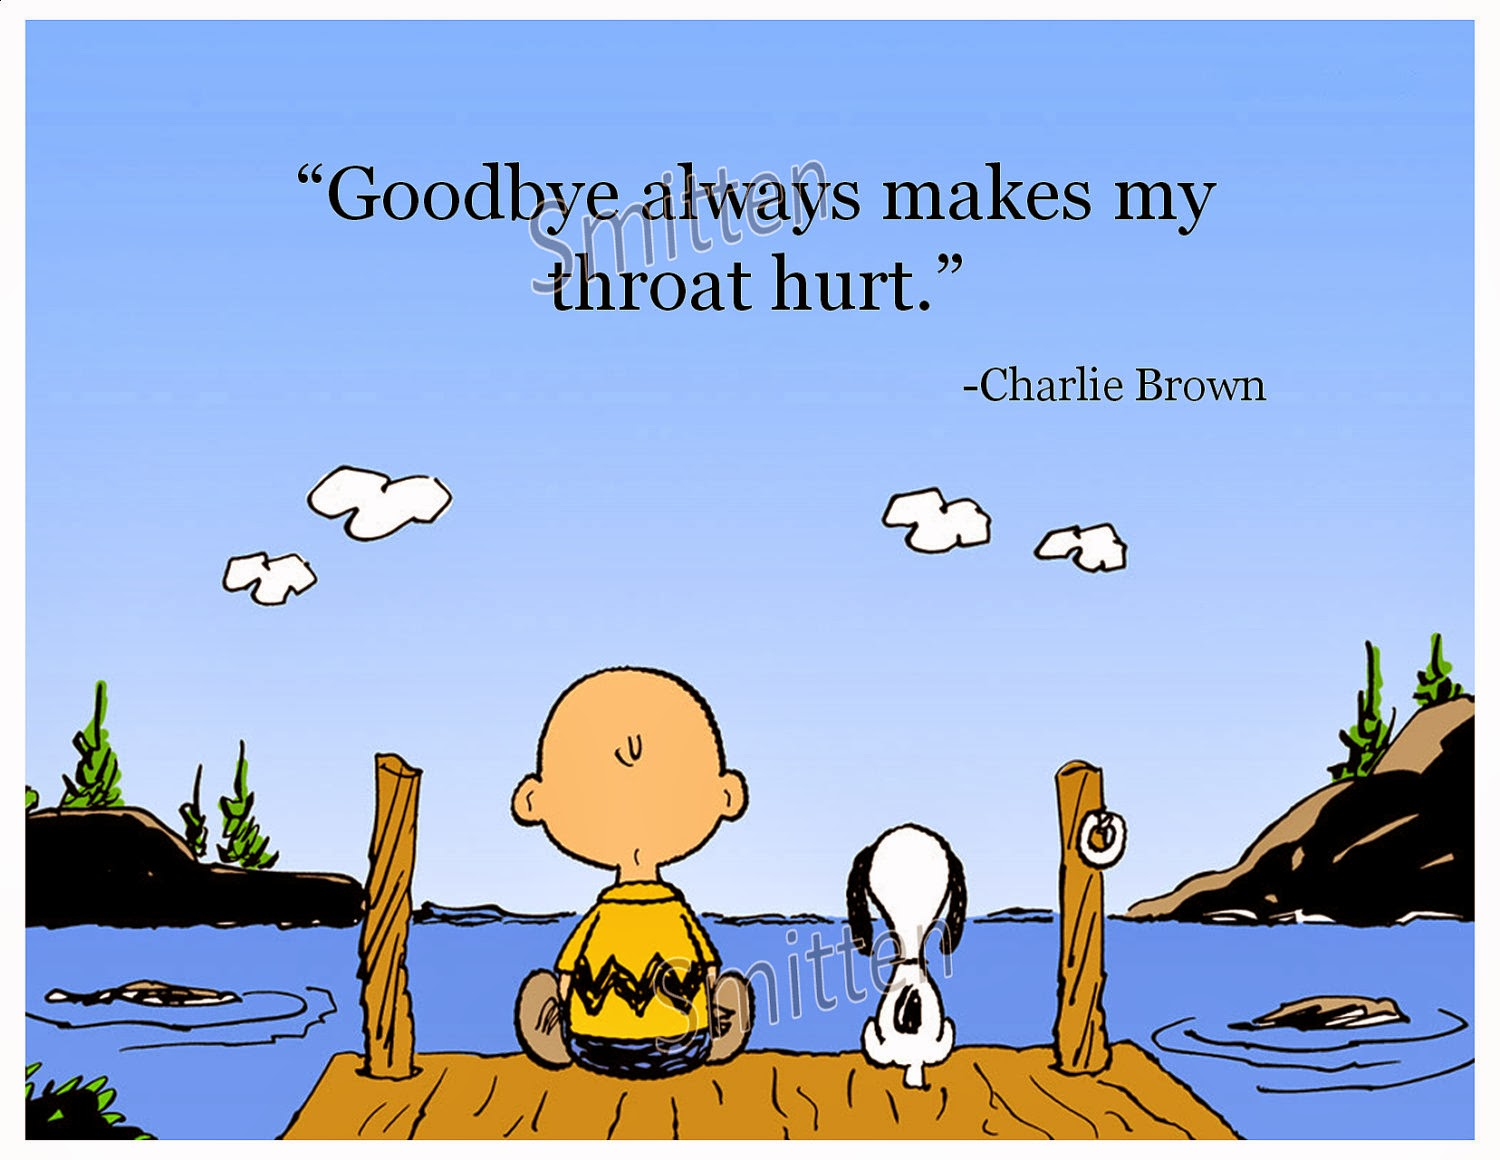 “Goodbye always makes my
throat hurt.”
-Charlie Brown
Smitten
Smitten